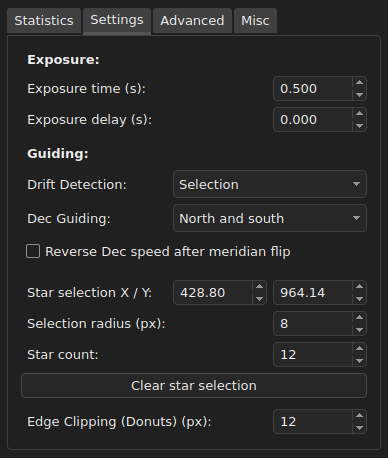 Statistics Settings Advanced Misc
Exposure:
Exposure time (s): 0.500
Exposure delay (s): 0.000
Guiding:
Drift Detection: Selection
Dec Guiding: North and south
Reverse Dec speed after meridian flip
Star selection X / Y: 428.80 964.14
Selection radius (px): 8
Star count: 12
Clear star selection
Edge Clipping (Donuts) (px): 12